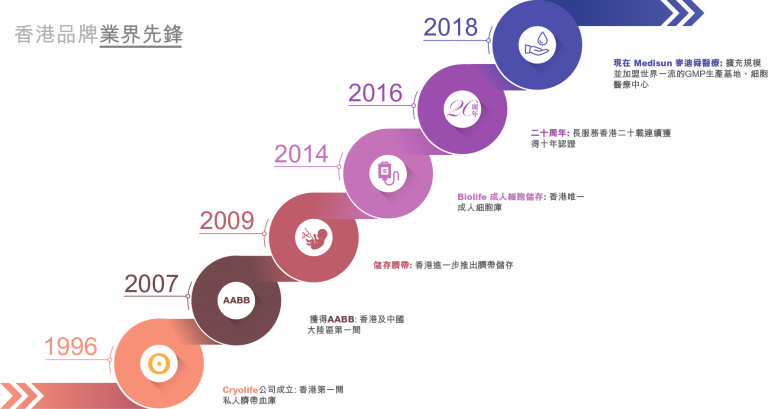 香港品牌業界先鋒
2018
現在 Medisun 麥迪舜醫療: 擴充規模
並加盟世界一流的GMP生產基地、細胞
醫療中心
2016
20周年
二十周年: 長服務香港二十載連續獲
得十年認證
2014
Biolife 成人細胞儲存: 香港唯一
成人細胞庫
2009
儲存臍帶: 香港進一步推出臍帶儲存
2007
AABB
獲得AABB: 香港及中國
大陸區第一間
1996
Cryolife公司成立: 香港第一間
私人臍帶血庫